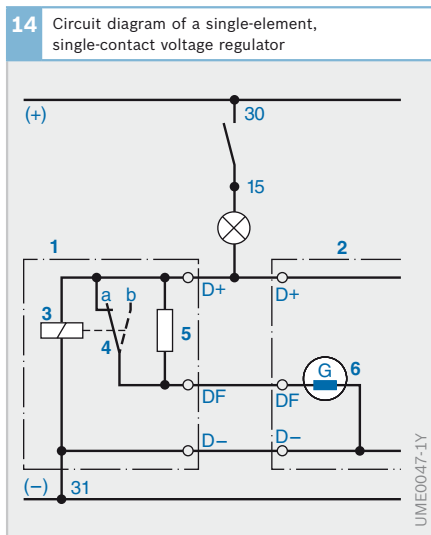 14 Circuit diagram of a single-element,
single-contact voltage regulator
(+) 30
15
1 2
D+ D+
a b
3
4 5
G 6
DF DF
D– D–
(–) 31
UME0047-1Y